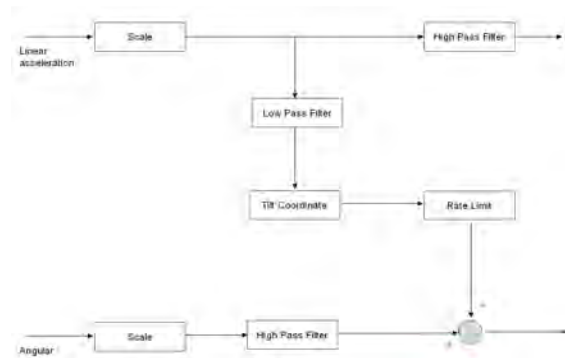 Scale
High Pass Filter
Linear
acceleration
Low Pass Filter
Tilt Coordinate
Rate Limit
Scale
High Pass Filter
Angular